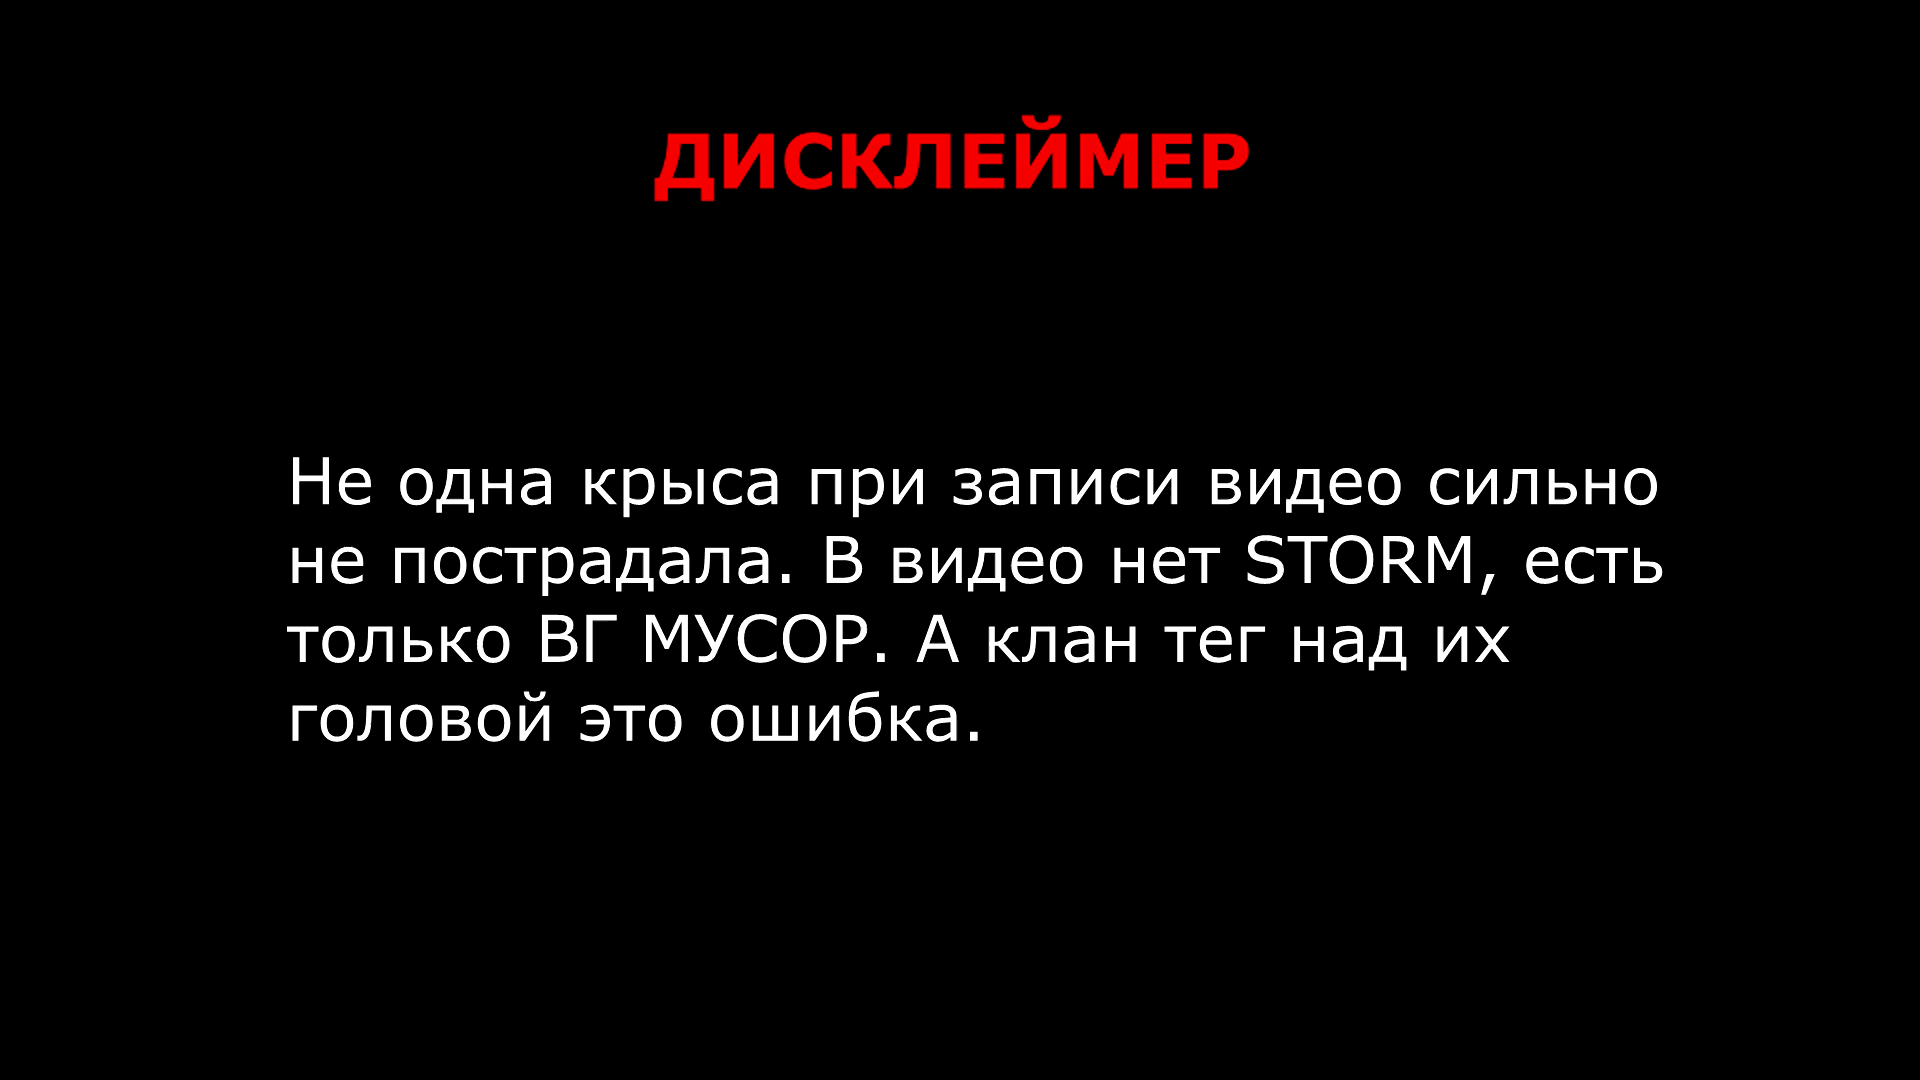 ДИСКЛЕЙМЕР
Не одна крыса при записи видео сильно
не пострадала. В видео нет STORM, есть
только ВГ МУСОР. А клан тег над их
головой это ошибка.